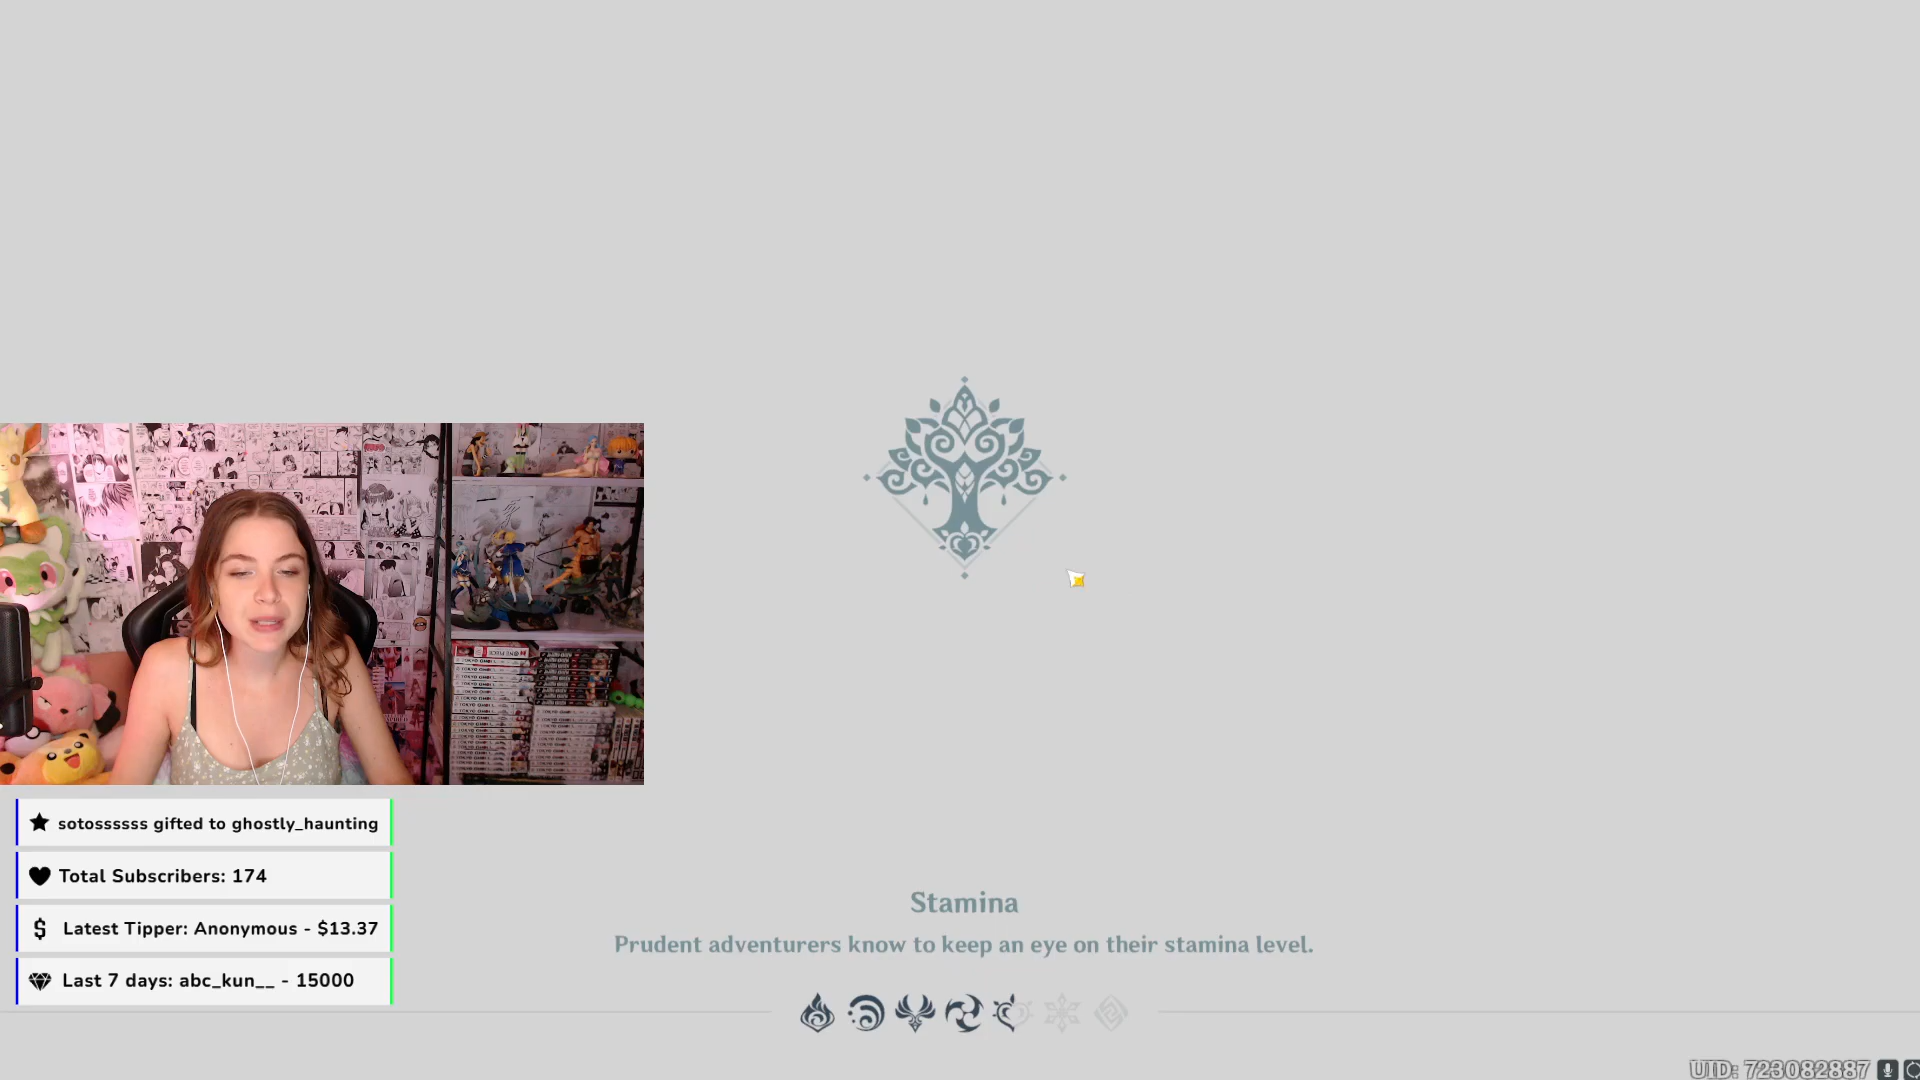 sotossssss gifted to ghostly_haunting
Total Subscribers: 174
Latest Tipper: Anonymous - $13.37
Last 7 days: abc_kun__ - 15000
Stamina
Prudent adventurers know to keep an eye on their stamina level.
UID: 723082887